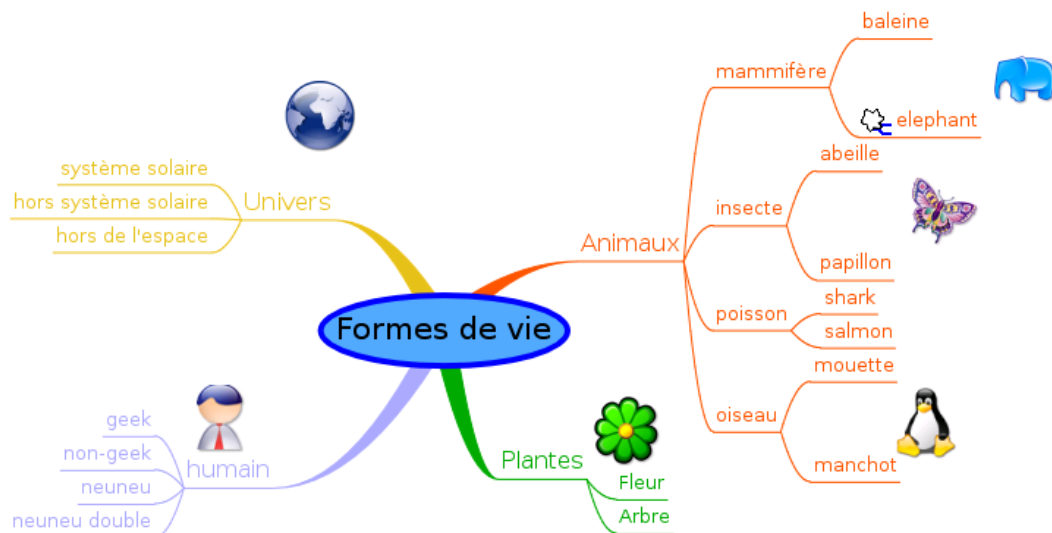 Formes de vie
Univers
système solaire
hors système solaire
hors de l'espace
humain
geek
non-geek
neuneu
neuneu double
Animaux
mammifère
baleine
elephant
insecte
abeille
papillon
poisson
shark
salmon
oiseau
mouette
manchot
Plantes
Fleur
Arbre